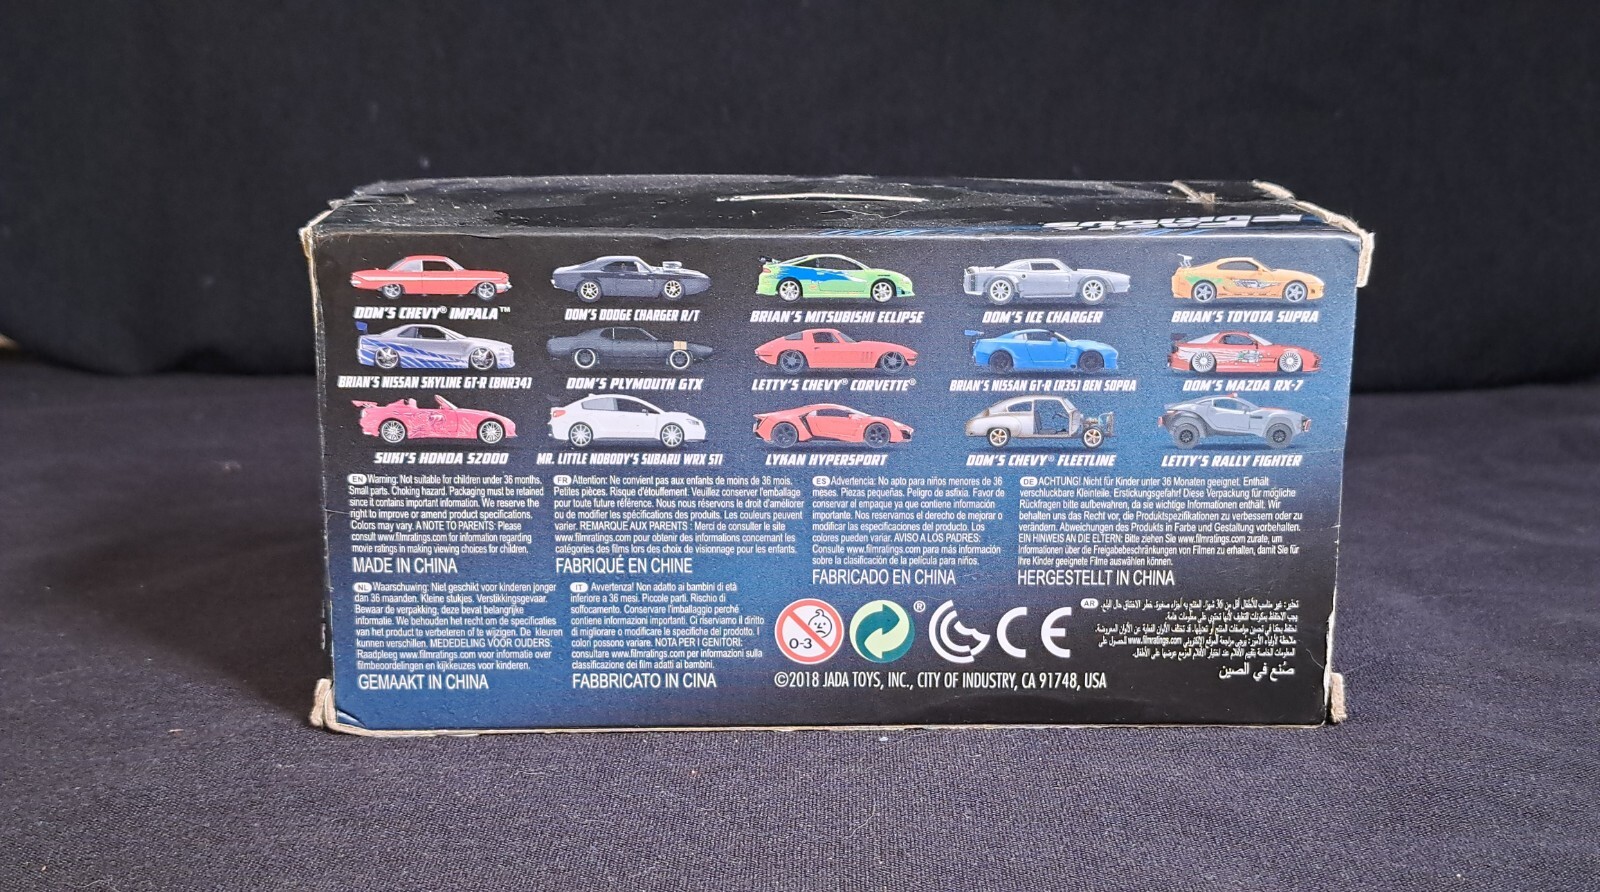 FURIOUS
DOM'S CHEVY® IMPALA™
DOM'S DODGE CHARGER R/T
BRIAN'S MITSUBISHI ECLIPSE
DOM'S ICE CHARGER
BRIAN'S TOYOTA SUPRA
BRIAN'S NISSAN SKYLINE GT-R (BNR34)
DOM'S PLYMOUTH GTX
LETTY'S CHEVY® CORVETTE®
BRIAN'S NISSAN GT-R (R35) BEN SOPRA
DOM'S MAZDA RX-7
SUKI'S HONDA S2000
MR. LITTLE NOBODY'S SUBARU WRX STI
LYKAN HYPERSPORT
DOM'S CHEVY® FLEETLINE
LETTY'S RALLY FIGHTER
EN Warning: Not suitable for children under 36 months.
Small parts. Choking hazard. Packaging must be retained
since it contains important information. We reserve the
right to improve or amend product specifications.
Colors may vary. A NOTE TO PARENTS: Please
consult www.filmratings.com for information regarding
movie ratings in making viewing choices for children.
MADE IN CHINA
FR Attention: Ne convient pas aux enfants de moins de 36 mois.
Petites pièces. Risque d'étouffement. Veuillez conserver l'emballage
pour toute future référence. Nous nous réservons le droit d'améliorer
ou de modifier les spécifications des produits. Les couleurs peuvent
varier. REMARQUE AUX PARENTS : Merci de consulter le site
www.filmratings.com pour obtenir des informations concernant les
catégories des films lors des choix de visionnage pour les enfants.
FABRIQUÉ EN CHINE
ES Advertencia: No apto para niños menores de 36
meses. Piezas pequeñas. Peligro de asfixia. Favor de
conservar el empaque ya que contiene información
importante. Nos reservamos el derecho de mejorar o
modificar las especificaciones del producto. Los
colores pueden variar. AVISO A LOS PADRES:
Consulte www.filmratings.com para más información
sobre la clasificación de la película para niños.
FABRICADO EN CHINA
DE ACHTUNG! Nicht für Kinder unter 36 Monaten geeignet. Enthält
verschluckbare Kleinteile. Erstickungsgefahr! Diese Verpackung für mögliche
Rückfragen bitte aufbewahren, da sie wichtige Informationen enthält. Wir
behalten uns das Recht vor, die Produktspezifikationen zu verbessern oder zu
verändern. Abweichungen des Produkts in Farbe und Gestaltung vorbehalten.
EIN HINWEIS AN DIE ELTERN: Bitte ziehen Sie www.filmratings.com zurate, um
Informationen über die Freigabebeschränkungen von Filmen zu erhalten, damit Sie für
Ihre Kinder geeignete Filme auswählen können.
HERGESTELLT IN CHINA
NL Waarschuwing: Niet geschikt voor kinderen jonger
dan 36 maanden. Kleine stukjes. Verstikkingsgevaar.
Bewaar de verpakking, deze bevat belangrijke
informatie. We behouden het recht om de specificaties
van het product te verbeteren of te wijzigen. De kleuren
kunnen verschillen. MEDEDELING VOOR OUDERS:
Raadpleeg www.filmratings.com voor informatie over
filmbeoordelingen en kijkkeuzes voor kinderen.
GEMAAKT IN CHINA
IT Avvertenza! Non adatto ai bambini di età
inferiore a 36 mesi. Piccole parti. Rischio di
soffocamento. Conservare l'imballaggio perché
contiene informazioni importanti. Ci riserviamo il diritto
di migliorare o modificare le specifiche del prodotto. I
colori possono variare. NOTA PER I GENITORI:
consultare www.filmratings.com per informazioni sulla
classificazione dei film adatti ai bambini.
FABBRICATO IN CINA
0-3
®
CE
AR
www.filmratings.com
صُنع في الصين
©2018 JADA TOYS, INC., CITY OF INDUSTRY, CA 91748, USA